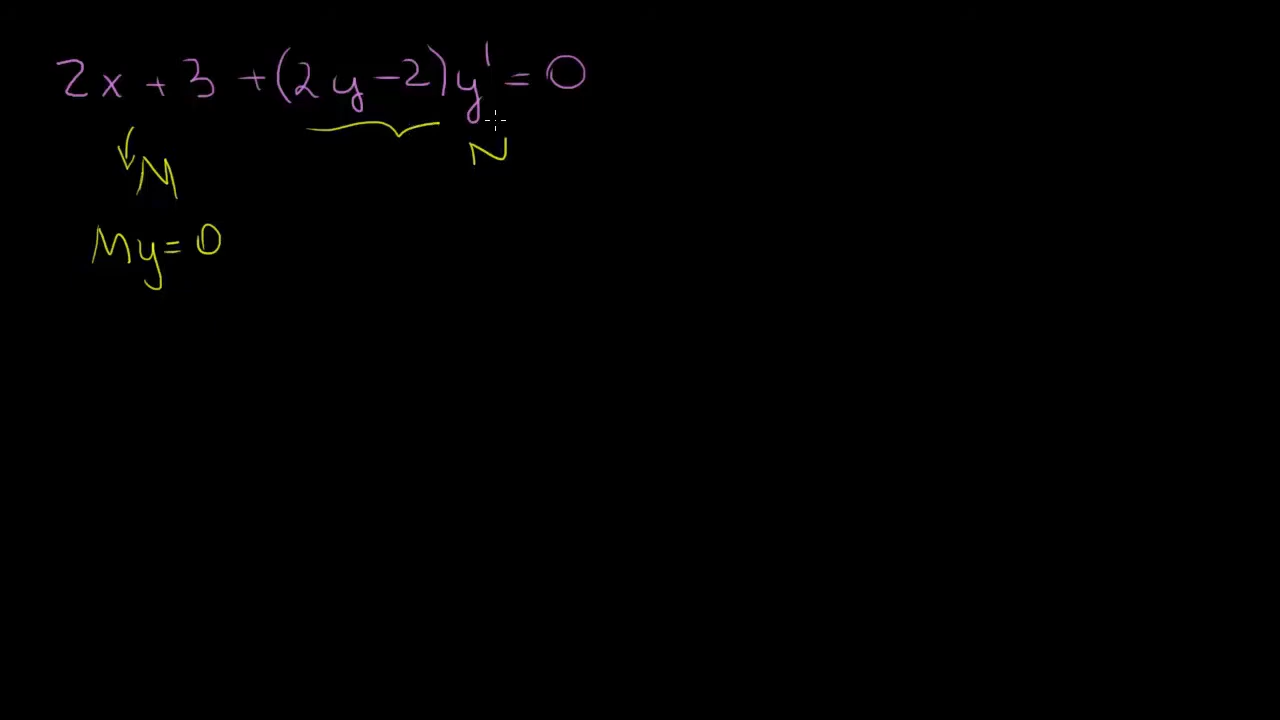 2x + 3 + (2y - 2) y' = 0
M N
My = 0